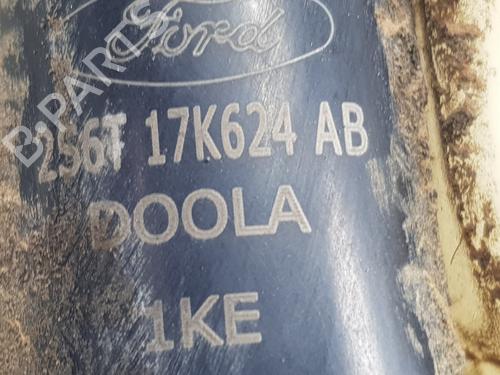 Ford
2S6T 17K624 AB
DOOLA
1KE
B-PARTS